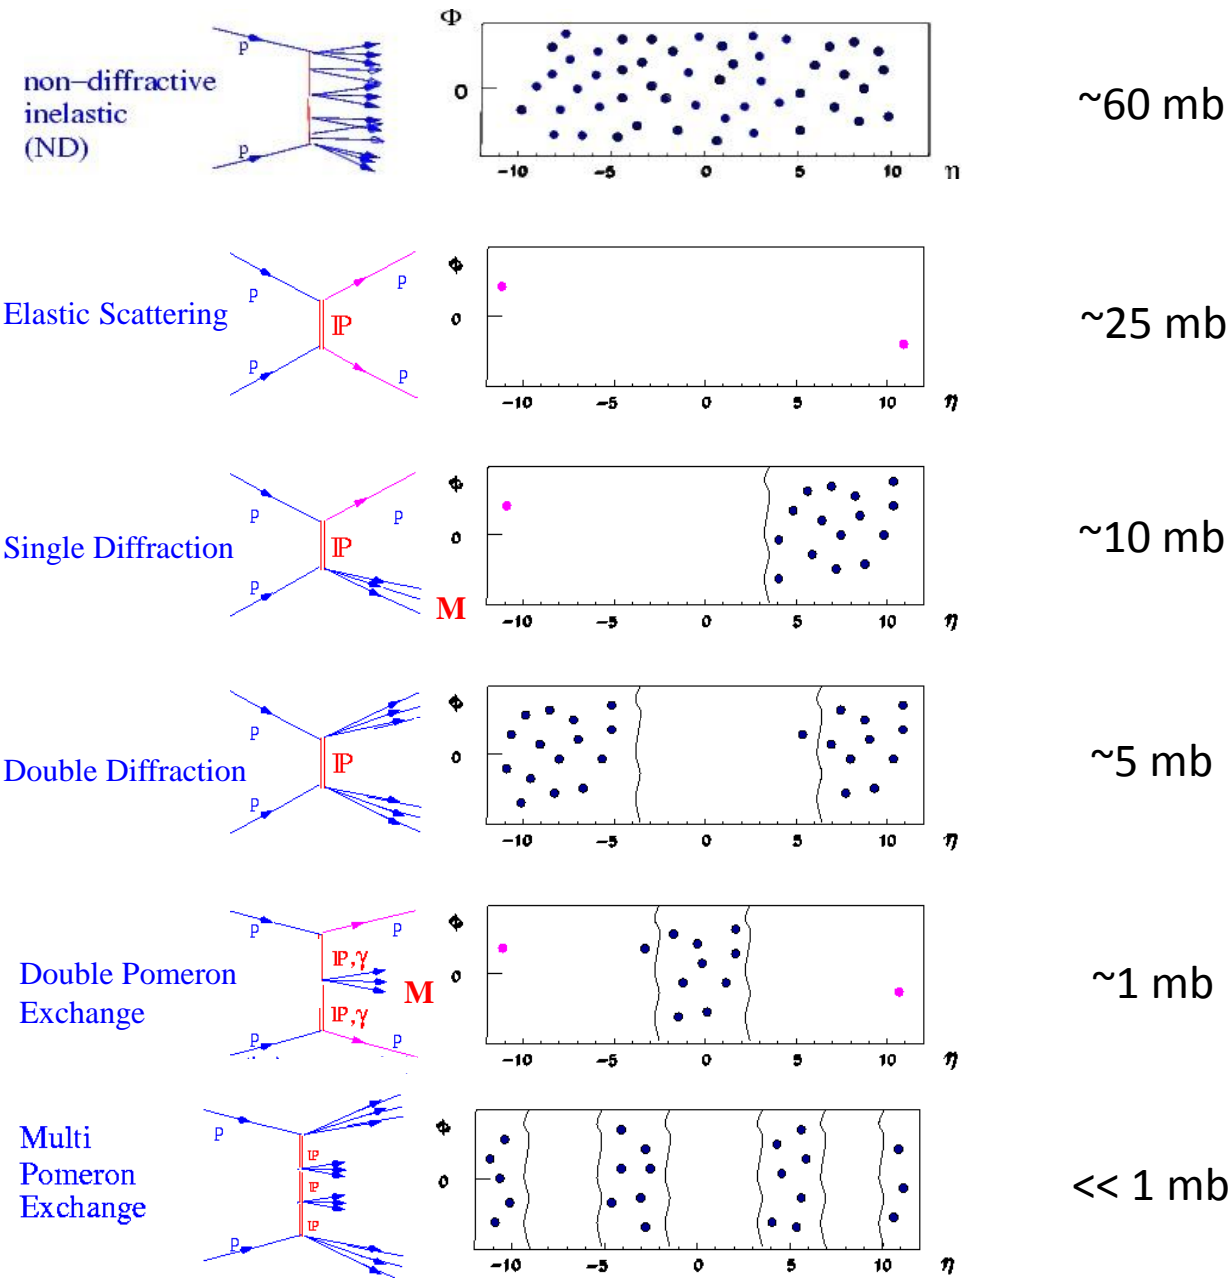 Φ
non-diffractive
inelastic
(ND)
p
p
0
-10 -5 0 5 10 η
~60 mb
Elastic Scattering
p
p
p
p
ℙ
Φ
0
-10 -5 0 5 10 η
~25 mb
Single Diffraction
p
p
p
ℙ
M
Φ
0
-10 -5 0 5 10 η
~10 mb
Double Diffraction
p
p
ℙ
Φ
0
-10 -5 0 5 10 η
~5 mb
Double Pomeron
Exchange
p
p
p
p
ℙ,γ
ℙ,γ
M
Φ
0
-10 -5 0 5 10 η
~1 mb
Multi
Pomeron
Exchange
p
p
ℙ
ℙ
ℙ
Φ
0
-10 -5 0 5 10 η
<< 1 mb